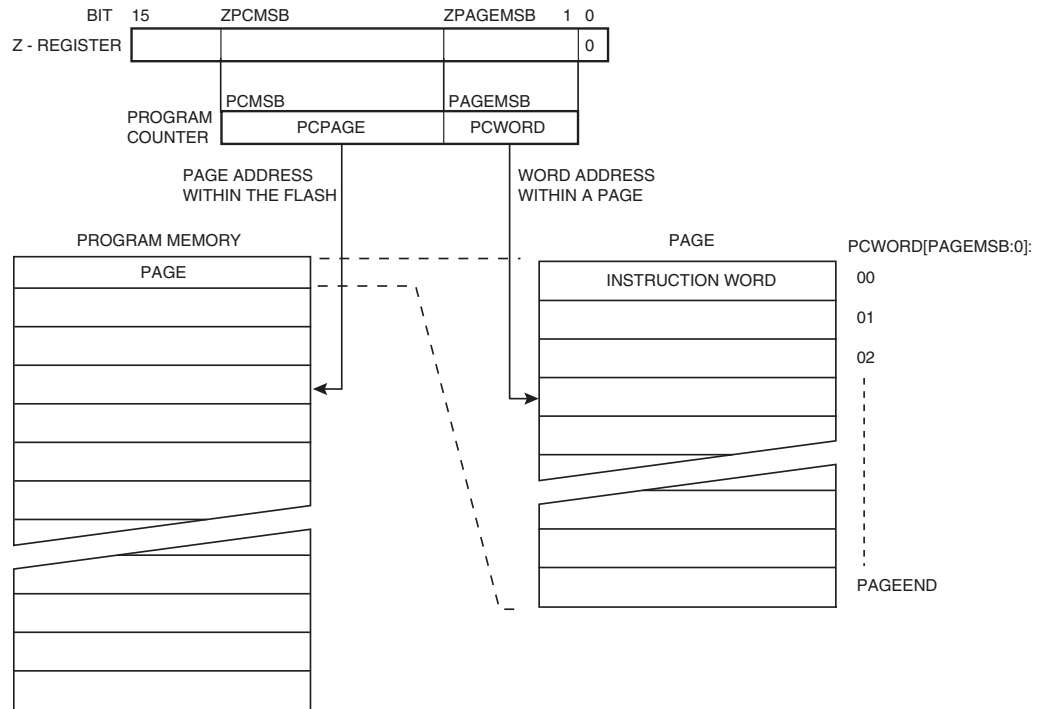 BIT 15 ZPCMSB ZPAGEMSB 1 0
Z - REGISTER 0
PCMSB PAGEMSB
PROGRAM
COUNTER
PCPAGE PCWORD
PAGE ADDRESS
WITHIN THE FLASH
WORD ADDRESS
WITHIN A PAGE
PROGRAM MEMORY
PAGE
PAGE
PCWORD[PAGEMSB:0]:
INSTRUCTION WORD
00
01
02
PAGEEND